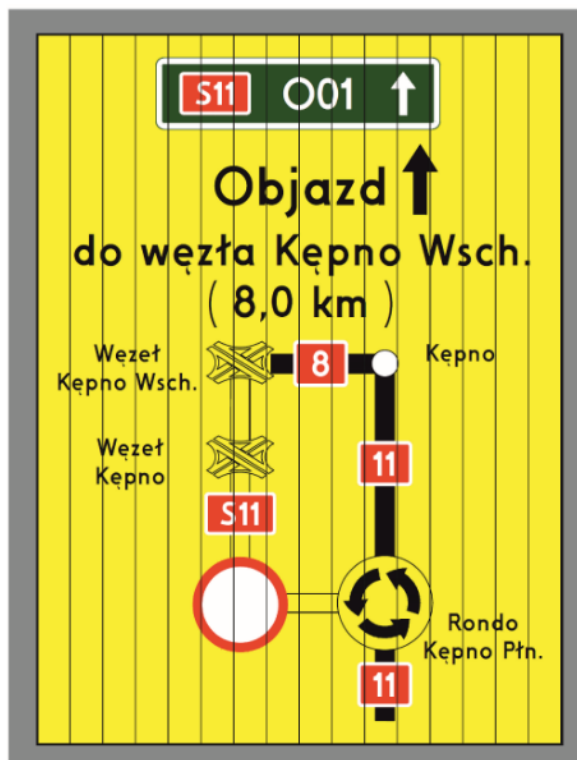 S11 O01
Objazd
do węzła Kępno Wsch.
( 8,0 km )
Węzeł
Kępno Wsch.
8
Kępno
Węzeł
Kępno
11
S11
Rondo
Kępno Płn.
11